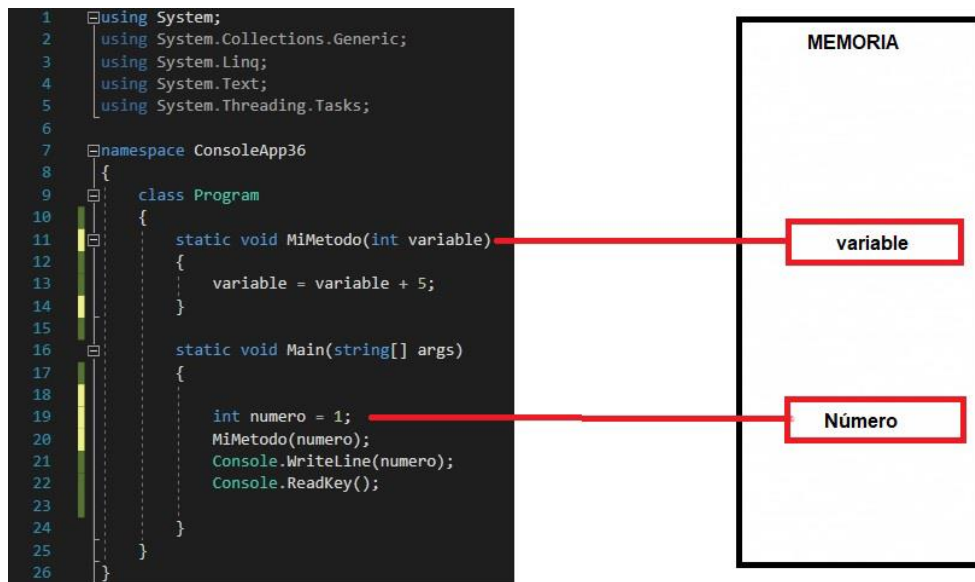 1 using System;
2 using System.Collections.Generic;
3 using System.Linq;
4 using System.Text;
5 using System.Threading.Tasks;
6
7 namespace ConsoleApp36
8 {
9 class Program
10 {
11 static void MiMetodo(int variable)
12 {
13 variable = variable + 5;
14 }
15
16 static void Main(string[] args)
17 {
18
19 int numero = 1;
20 MiMetodo(numero);
21 Console.WriteLine(numero);
22 Console.ReadKey();
23
24 }
25 }
26 }
MEMORIA
variable
Número